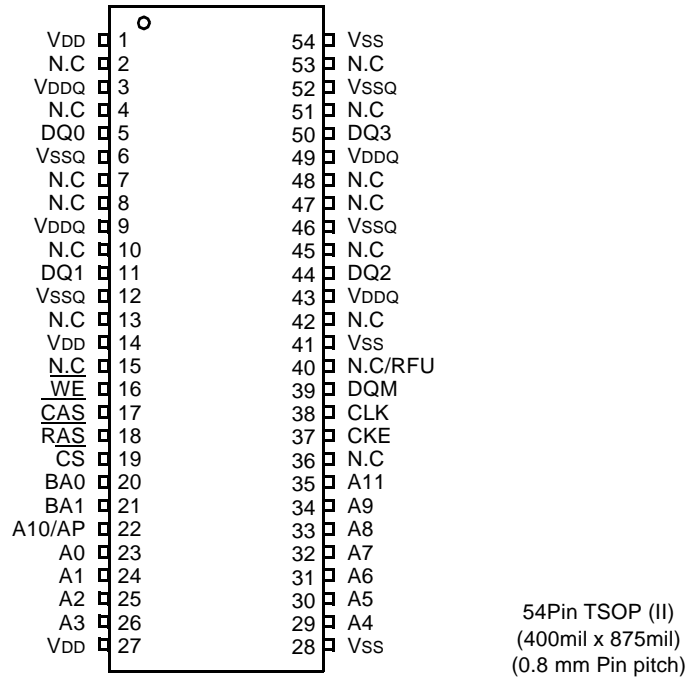 VDD 1 54 VSS
N.C 2 53 N.C
VDDQ 3 52 VSSQ
N.C 4 51 N.C
DQ0 5 50 DQ3
VSSQ 6 49 VDDQ
N.C 7 48 N.C
N.C 8 47 N.C
VDDQ 9 46 VSSQ
N.C 10 45 N.C
DQ1 11 44 DQ2
VSSQ 12 43 VDDQ
N.C 13 42 N.C
VDD 14 41 VSS
N.C 15 40 N.C/RFU
WE 16 39 DQM
CAS 17 38 CLK
RAS 18 37 CKE
CS 19 36 N.C
BA0 20 35 A11
BA1 21 34 A9
A10/AP 22 33 A8
A0 23 32 A7
A1 24 31 A6
A2 25 30 A5
A3 26 29 A4
VDD 27 28 VSS
54Pin TSOP (II)
(400mil x 875mil)
(0.8 mm Pin pitch)